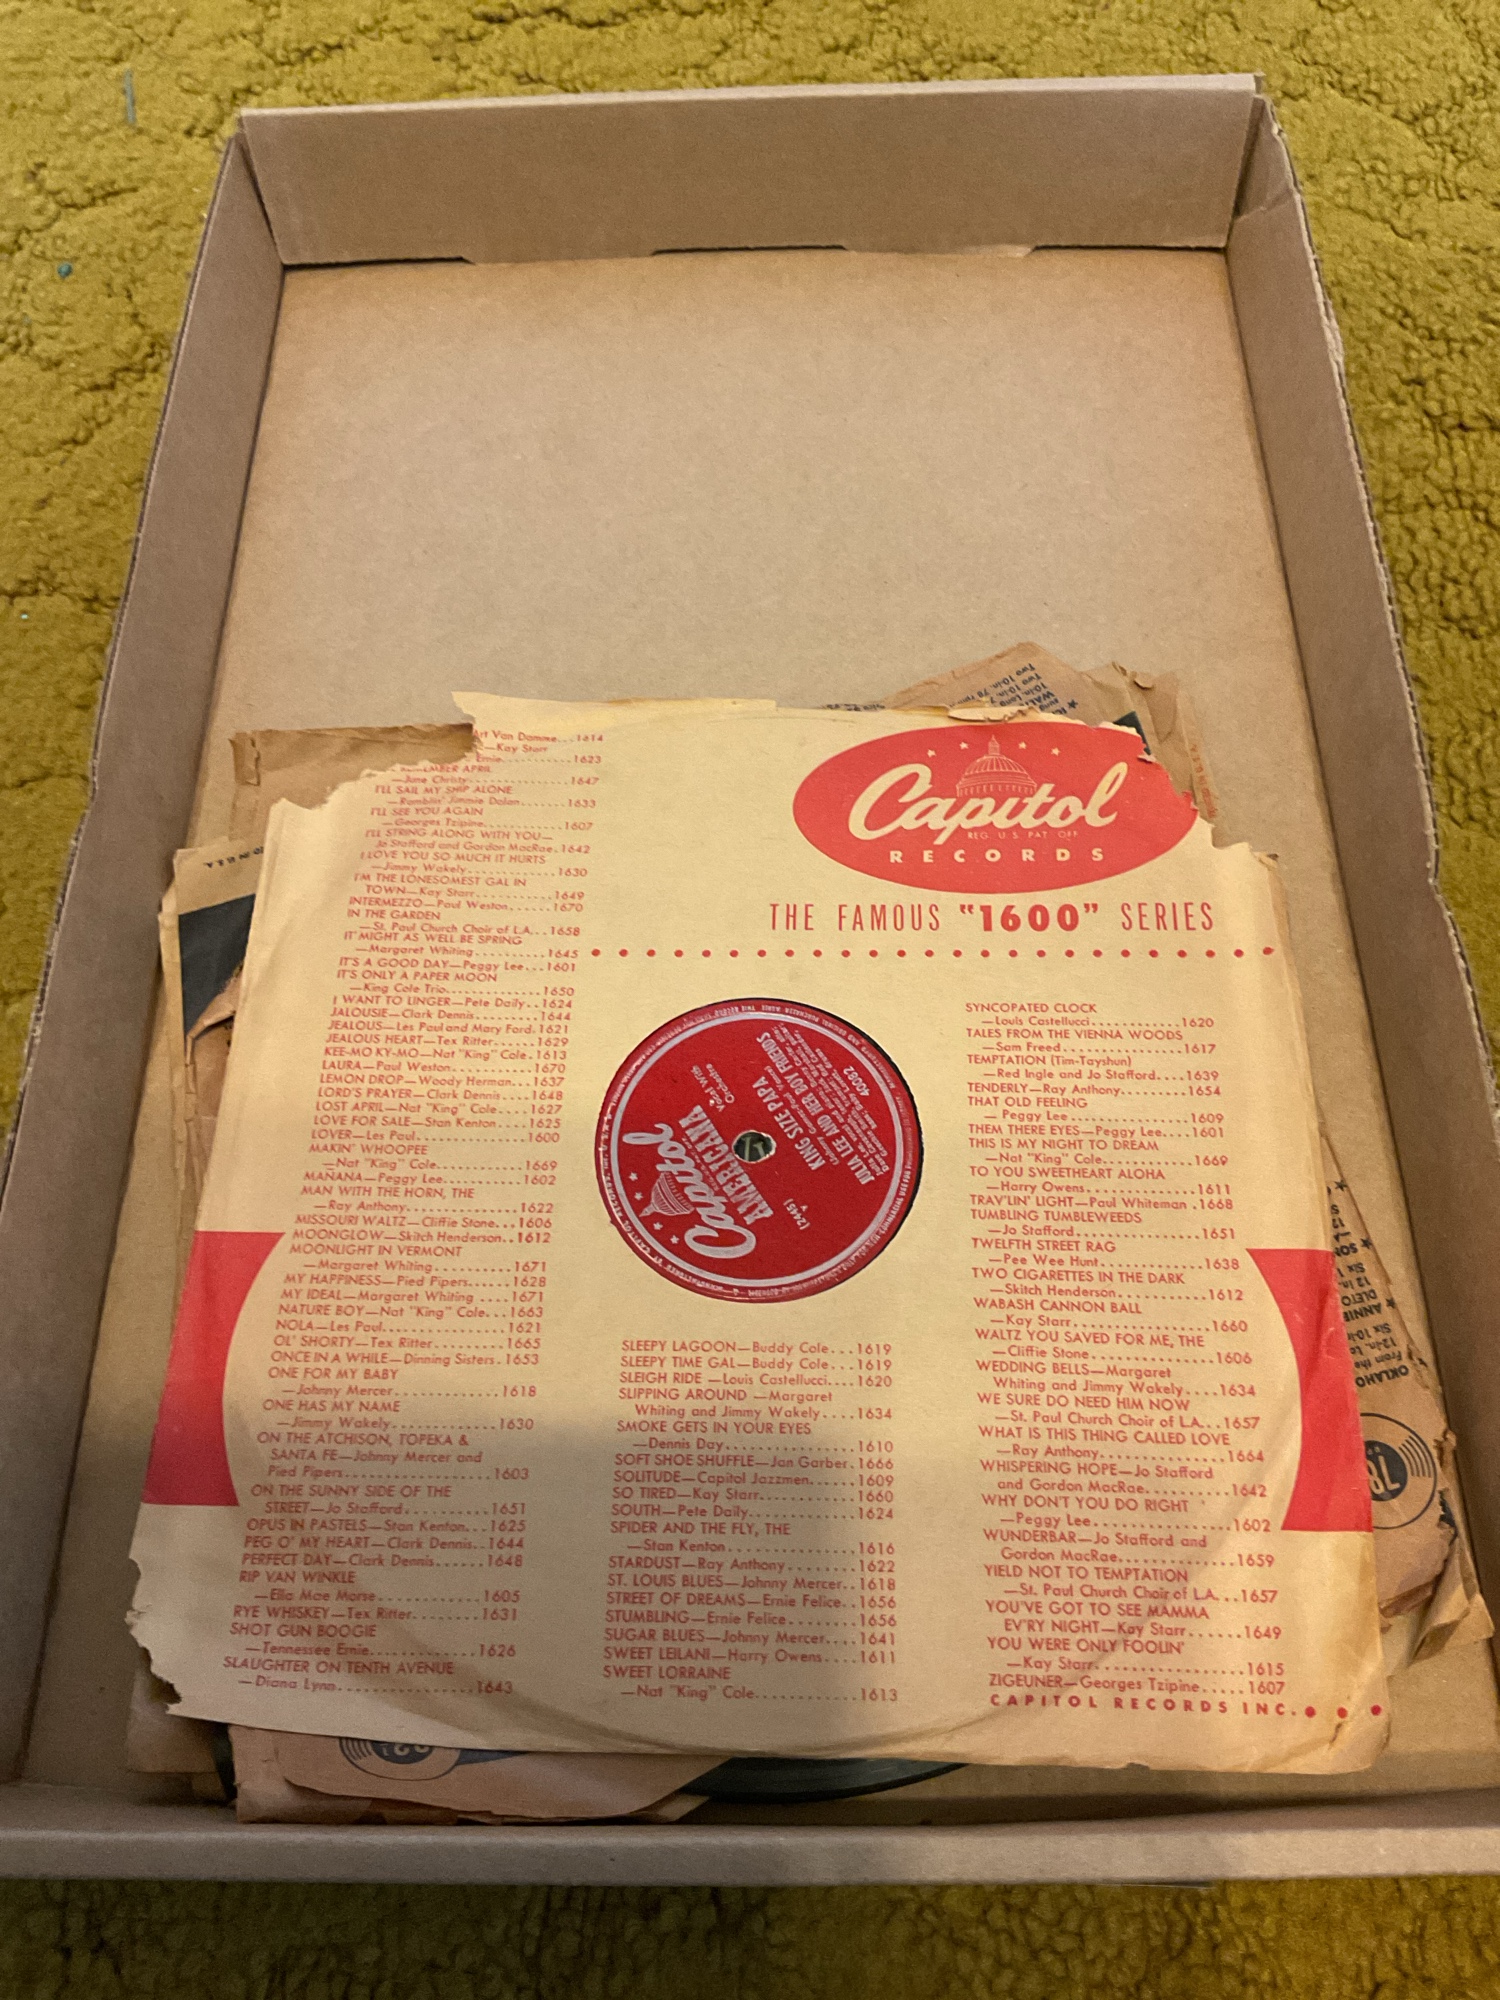 Art Van Damme...1614
—Kay Starr
Ernie..........1623
APRIL
—June Christy..........1647
I'LL SAIL MY SHIP ALONE
—Ramblin' Jimmie Dolan.......1633
I'LL SEE YOU AGAIN
—Georges Tzipine..........1607
I'LL STRING ALONG WITH YOU—
Jo Stafford and Gordon MacRae.1642
I LOVE YOU SO MUCH IT HURTS
—Jimmy Wakely..........1630
I'M THE LONESOMEST GAL IN
TOWN—Kay Starr..........1649
INTERMEZZO—Paul Weston.......1670
IN THE GARDEN
—St. Paul Church Choir of L.A...1658
IT MIGHT AS WELL BE SPRING
—Margaret Whiting..........1645
IT'S A GOOD DAY—Peggy Lee...1601
IT'S ONLY A PAPER MOON
—King Cole Trio..........1650
I WANT TO LINGER—Pete Daily..1624
JALOUSIE—Clark Dennis..........1644
JEALOUS—Les Paul and Mary Ford.1621
JEALOUS HEART—Tex Ritter.......1629
KEE-MO KY-MO—Nat "King" Cole.1613
LAURA—Paul Weston..........1670
LEMON DROP—Woody Herman...1637
LORD'S PRAYER—Clark Dennis....1648
LOST APRIL—Nat "King" Cole....1627
LOVE FOR SALE—Stan Kenton....1625
LOVER—Les Paul..........1600
MAKIN' WHOOPEE
—Nat "King" Cole..........1669
MAÑANA—Peggy Lee..........1602
MAN WITH THE HORN, THE
—Ray Anthony..........1622
MISSOURI WALTZ—Cliffie Stone...1606
MOONGLOW—Skitch Henderson..1612
MOONLIGHT IN VERMONT
—Margaret Whiting..........1671
MY HAPPINESS—Pied Pipers......1628
MY IDEAL—Margaret Whiting ....1671
NATURE BOY—Nat "King" Cole...1663
NOLA—Les Paul..........1621
OL' SHORTY—Tex Ritter..........1665
ONCE IN A WHILE—Dinning Sisters.1653
ONE FOR MY BABY
—Johnny Mercer..........1618
ONE HAS MY NAME
—Jimmy Wakely..........1630
ON THE ATCHISON, TOPEKA &
SANTA FE—Johnny Mercer and
Pied Pipers..........1603
ON THE SUNNY SIDE OF THE
STREET—Jo Stafford..........1651
OPUS IN PASTELS—Stan Kenton...1625
PEG O' MY HEART—Clark Dennis..1644
PERFECT DAY—Clark Dennis.......1648
RIP VAN WINKLE
—Ella Mae Morse..........1605
RYE WHISKEY—Tex Ritter..........1631
SHOT GUN BOOGIE
—Tennessee Ernie..........1626
SLAUGHTER ON TENTH AVENUE
—Diana Lynn..........1643
Capitol
REG. U.S. PAT. OFF.
RECORDS
THE FAMOUS "1600" SERIES
Capitol
AMERICANA
(2445)
Vocal With
Orchestra
KING SIZE PAPA
JULIA LEE AND HER BOY FRIENDS
40082
SLEEPY LAGOON—Buddy Cole...1619
SLEEPY TIME GAL—Buddy Cole...1619
SLEIGH RIDE—Louis Castellucci....1620
SLIPPING AROUND—Margaret
Whiting and Jimmy Wakely....1634
SMOKE GETS IN YOUR EYES
—Dennis Day..........1610
SOFT SHOE SHUFFLE—Jan Garber.1666
SOLITUDE—Capitol Jazzmen......1609
SO TIRED—Kay Starr..........1660
SOUTH—Pete Daily..........1624
SPIDER AND THE FLY, THE
—Stan Kenton..........1616
STARDUST—Ray Anthony..........1622
ST. LOUIS BLUES—Johnny Mercer..1618
STREET OF DREAMS—Ernie Felice..1656
STUMBLING—Ernie Felice..........1656
SUGAR BLUES—Johnny Mercer....1641
SWEET LEILANI—Harry Owens....1611
SWEET LORRAINE
—Nat "King" Cole..........1613
SYNCOPATED CLOCK
—Louis Castellucci..........1620
TALES FROM THE VIENNA WOODS
—Sam Freed..........1617
TEMPTATION (Tim-Tayshun)
—Red Ingle and Jo Stafford....1639
TENDERLY—Ray Anthony..........1654
THAT OLD FEELING
—Peggy Lee..........1609
THEM THERE EYES—Peggy Lee....1601
THIS IS MY NIGHT TO DREAM
—Nat "King" Cole..........1669
TO YOU SWEETHEART ALOHA
—Harry Owens..........1611
TRAV'LIN' LIGHT—Paul Whiteman .1668
TUMBLING TUMBLEWEEDS
—Jo Stafford..........1651
TWELFTH STREET RAG
—Pee Wee Hunt..........1638
TWO CIGARETTES IN THE DARK
—Skitch Henderson..........1612
WABASH CANNON BALL
—Kay Starr..........1660
WALTZ YOU SAVED FOR ME, THE
—Cliffie Stone..........1606
WEDDING BELLS—Margaret
Whiting and Jimmy Wakely....1634
WE SURE DO NEED HIM NOW
—St. Paul Church Choir of L.A...1657
WHAT IS THIS THING CALLED LOVE
—Ray Anthony..........1664
WHISPERING HOPE—Jo Stafford
and Gordon MacRae..........1642
WHY DON'T YOU DO RIGHT
—Peggy Lee..........1602
WUNDERBAR—Jo Stafford and
Gordon MacRae..........1659
YIELD NOT TO TEMPTATION
—St. Paul Church Choir of L.A...1657
YOU'VE GOT TO SEE MAMMA
EV'RY NIGHT—Kay Starr......1649
YOU WERE ONLY FOOLIN'
—Kay Starr..........1615
ZIGEUNER—Georges Tzipine.....1607
CAPITOL RECORDS INC.
OKLAHO
ANNIE
78
33⅓